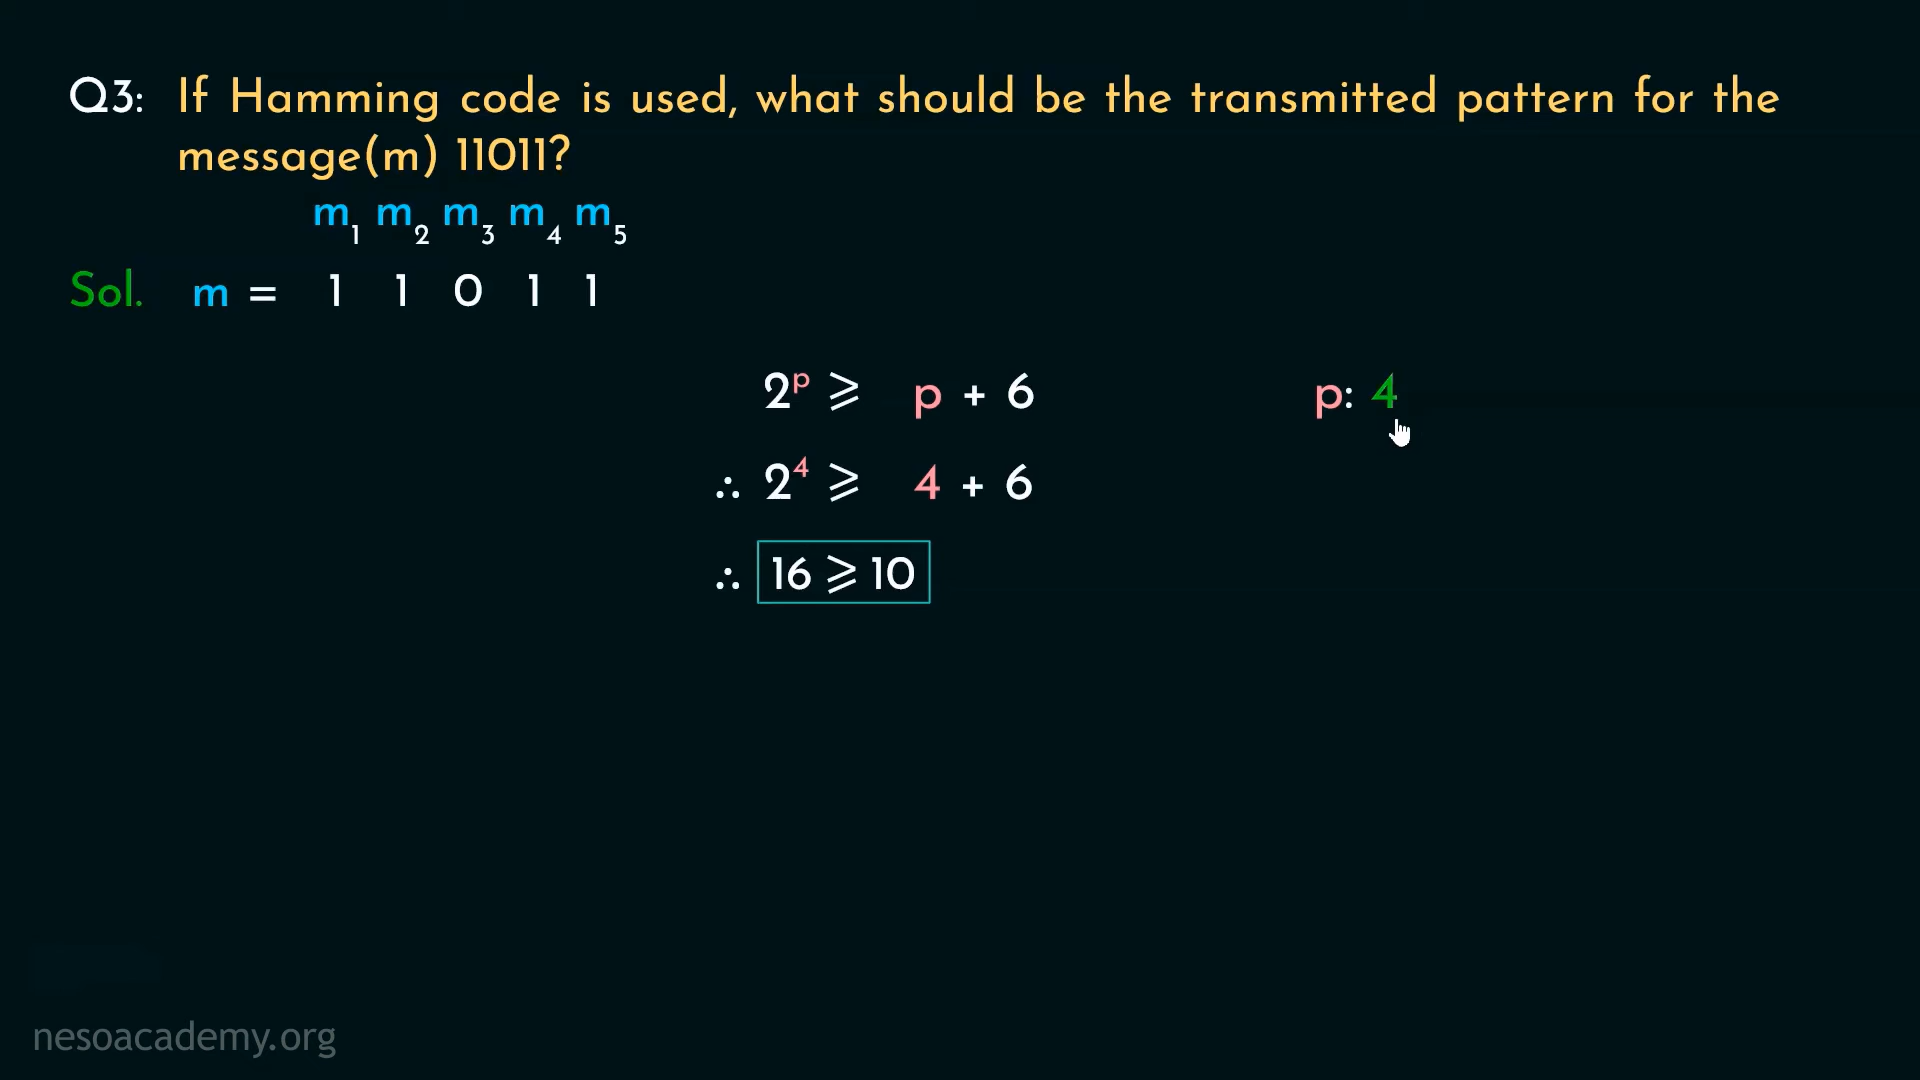 Q3: If Hamming code is used, what should be the transmitted pattern for the
message(m) 11011?
m₁ m₂ m₃ m₄ m₅
Sol. m = 1 1 0 1 1
2ᵖ ⩾ p + 6 p: 4
∴ 2⁴ ⩾ 4 + 6
∴ 16 ⩾ 10
nesoacademy.org